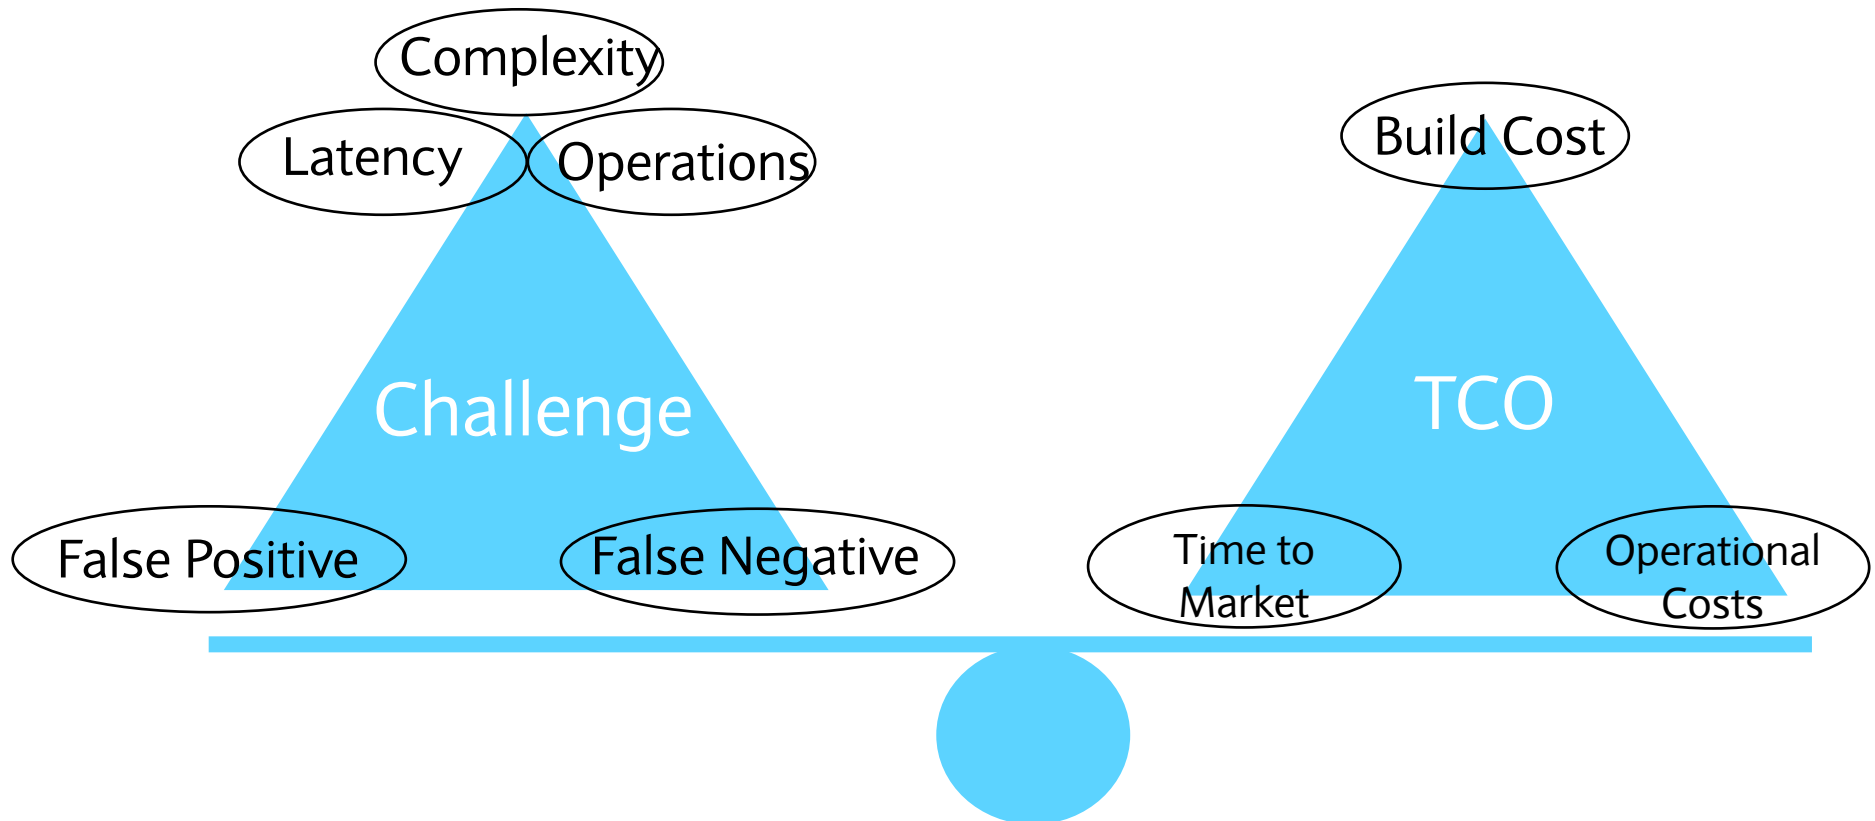 Complexity
Latency
Operations
Challenge
False Positive
False Negative
Build Cost
TCO
Time to
Market
Operational
Costs